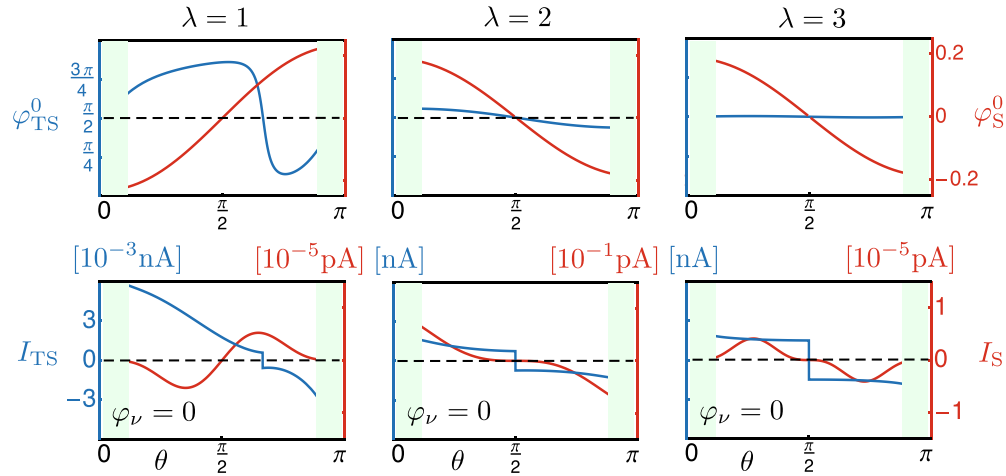 λ = 1 λ = 2 λ = 3
3π/4 0.2
φ⁰_TS π/2 0 φ⁰_S
π/4 −0.2
0 π/2 π 0 π/2 π 0 π/2 π
[10⁻³nA] [10⁻⁵pA] [nA] [10⁻¹pA] [nA] [10⁻⁵pA]
3 1
I_TS 0 0 I_S
−3 −1
φ_ν = 0 φ_ν = 0 φ_ν = 0
0 θ π/2 π 0 θ π/2 π 0 θ π/2 π